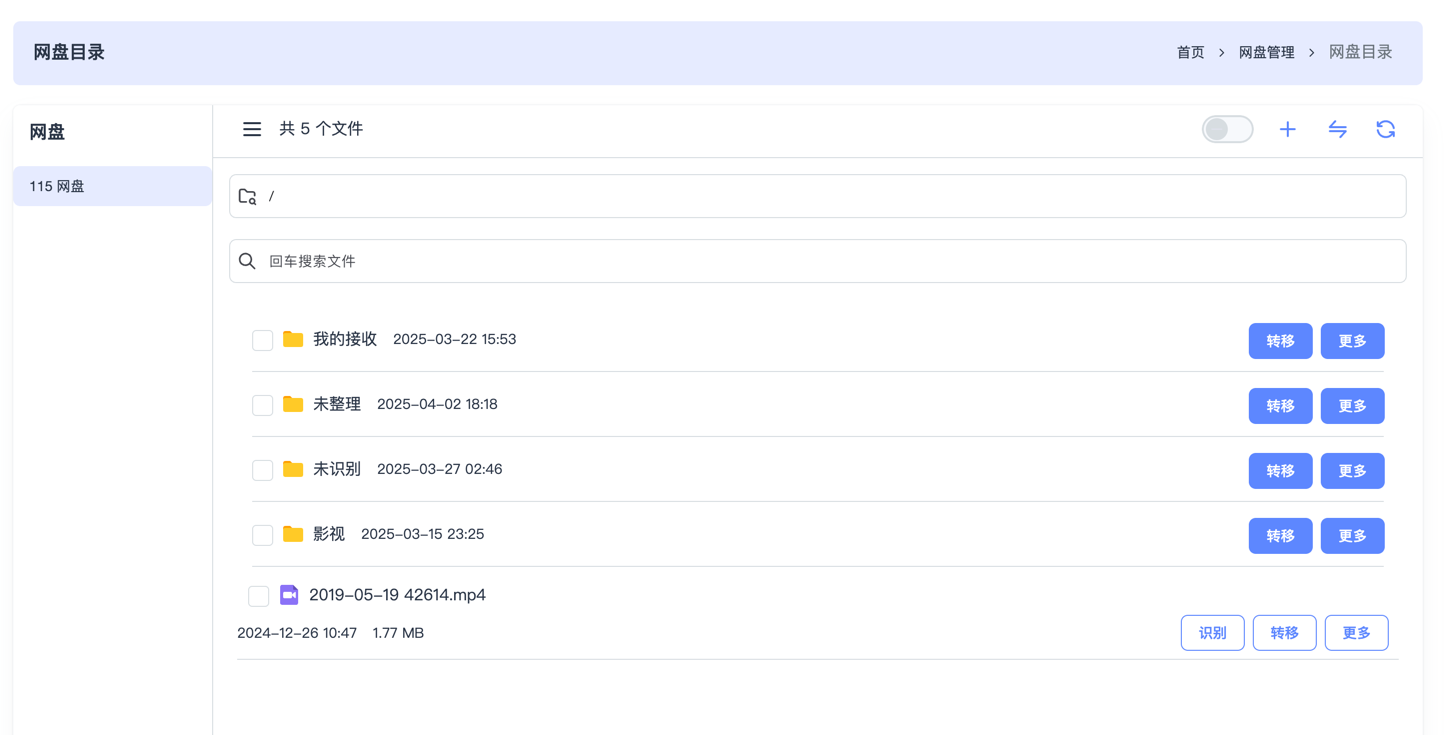 网盘目录
首页 > 网盘管理 > 网盘目录
网盘
共 5 个文件
115 网盘
/
回车搜索文件
我的接收 2025-03-22 15:53 转移 更多
未整理 2025-04-02 18:18 转移 更多
未识别 2025-03-27 02:46 转移 更多
影视 2025-03-15 23:25 转移 更多
2019-05-19 42614.mp4
2024-12-26 10:47 1.77 MB 识别 转移 更多